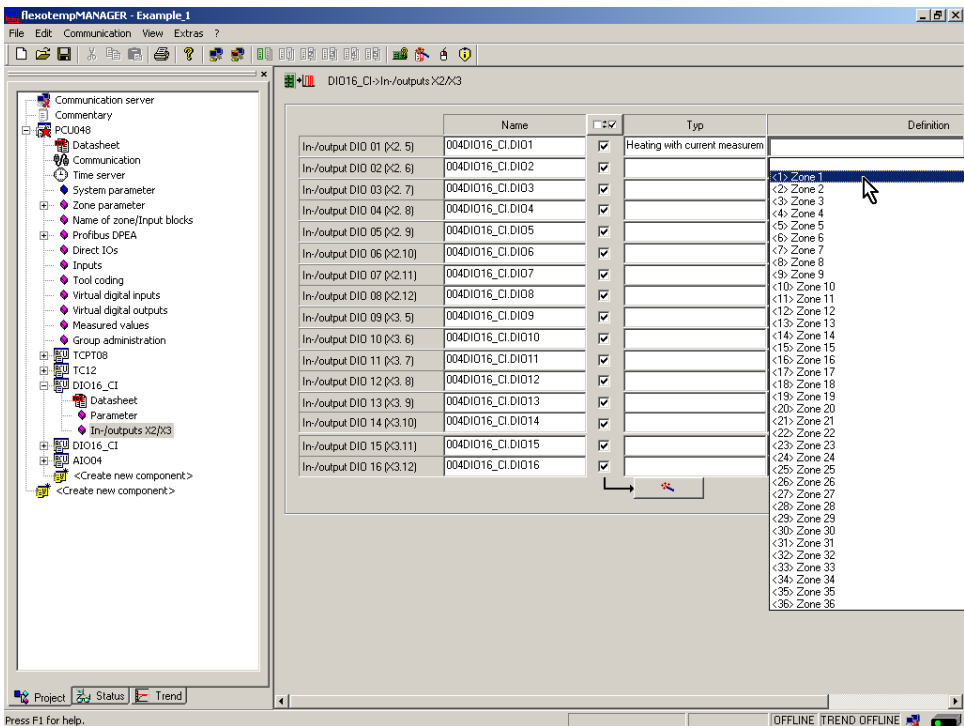 flexotempMANAGER - Example_1
File Edit Communication View Extras ?
DIO16_CI->In-/outputs X2/X3
Communication server
Commentary
PCU048
Datasheet
Communication
Time server
System parameter
Zone parameter
Name of zone/Input blocks
Profibus DPEA
Direct IOs
Inputs
Tool coding
Virtual digital inputs
Virtual digital outputs
Measured values
Group administration
TCPT08
TC12
DIO16_CI
Datasheet
Parameter
In-/outputs X2/X3
DIO16_CI
AIO04
<Create new component>
<Create new component>
Name Typ Definition
In-/output DIO 01 (X2. 5) 004DIO16_CI.DIO1 Heating with current measurem
In-/output DIO 02 (X2. 6) 004DIO16_CI.DIO2
In-/output DIO 03 (X2. 7) 004DIO16_CI.DIO3
In-/output DIO 04 (X2. 8) 004DIO16_CI.DIO4
In-/output DIO 05 (X2. 9) 004DIO16_CI.DIO5
In-/output DIO 06 (X2.10) 004DIO16_CI.DIO6
In-/output DIO 07 (X2.11) 004DIO16_CI.DIO7
In-/output DIO 08 (X2.12) 004DIO16_CI.DIO8
In-/output DIO 09 (X3. 5) 004DIO16_CI.DIO9
In-/output DIO 10 (X3. 6) 004DIO16_CI.DIO10
In-/output DIO 11 (X3. 7) 004DIO16_CI.DIO11
In-/output DIO 12 (X3. 8) 004DIO16_CI.DIO12
In-/output DIO 13 (X3. 9) 004DIO16_CI.DIO13
In-/output DIO 14 (X3.10) 004DIO16_CI.DIO14
In-/output DIO 15 (X3.11) 004DIO16_CI.DIO15
In-/output DIO 16 (X3.12) 004DIO16_CI.DIO16
<1> Zone 1
<2> Zone 2
<3> Zone 3
<4> Zone 4
<5> Zone 5
<6> Zone 6
<7> Zone 7
<8> Zone 8
<9> Zone 9
<10> Zone 10
<11> Zone 11
<12> Zone 12
<13> Zone 13
<14> Zone 14
<15> Zone 15
<16> Zone 16
<17> Zone 17
<18> Zone 18
<19> Zone 19
<20> Zone 20
<21> Zone 21
<22> Zone 22
<23> Zone 23
<24> Zone 24
<25> Zone 25
<26> Zone 26
<27> Zone 27
<28> Zone 28
<29> Zone 29
<30> Zone 30
<31> Zone 31
<32> Zone 32
<33> Zone 33
<34> Zone 34
<35> Zone 35
<36> Zone 36
Project Status Trend
Press F1 for help. OFFLINE TREND OFFLINE